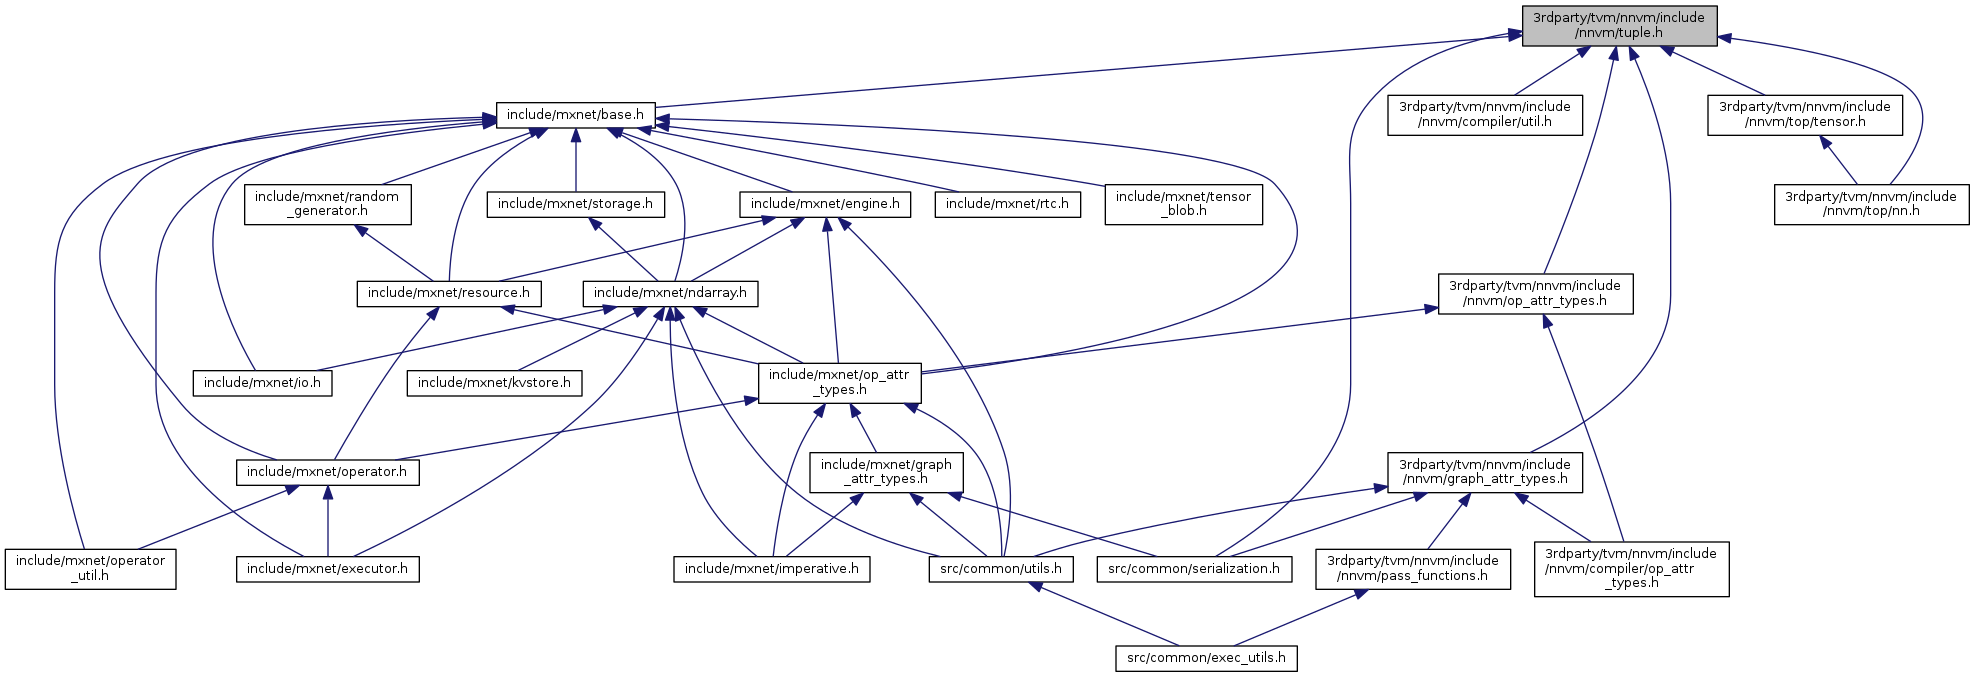 3rdparty/tvm/nnvm/include
/nnvm/tuple.h
include/mxnet/base.h
3rdparty/tvm/nnvm/include
/nnvm/compiler/util.h
3rdparty/tvm/nnvm/include
/nnvm/top/tensor.h
include/mxnet/random
_generator.h
include/mxnet/storage.h
include/mxnet/engine.h
include/mxnet/rtc.h
include/mxnet/tensor
_blob.h
3rdparty/tvm/nnvm/include
/nnvm/top/nn.h
include/mxnet/resource.h
include/mxnet/ndarray.h
3rdparty/tvm/nnvm/include
/nnvm/op_attr_types.h
include/mxnet/io.h
include/mxnet/kvstore.h
include/mxnet/op_attr
_types.h
include/mxnet/operator.h
include/mxnet/graph
_attr_types.h
3rdparty/tvm/nnvm/include
/nnvm/graph_attr_types.h
include/mxnet/operator
_util.h
include/mxnet/executor.h
include/mxnet/imperative.h
src/common/utils.h
src/common/serialization.h
3rdparty/tvm/nnvm/include
/nnvm/pass_functions.h
3rdparty/tvm/nnvm/include
/nnvm/compiler/op_attr
_types.h
src/common/exec_utils.h